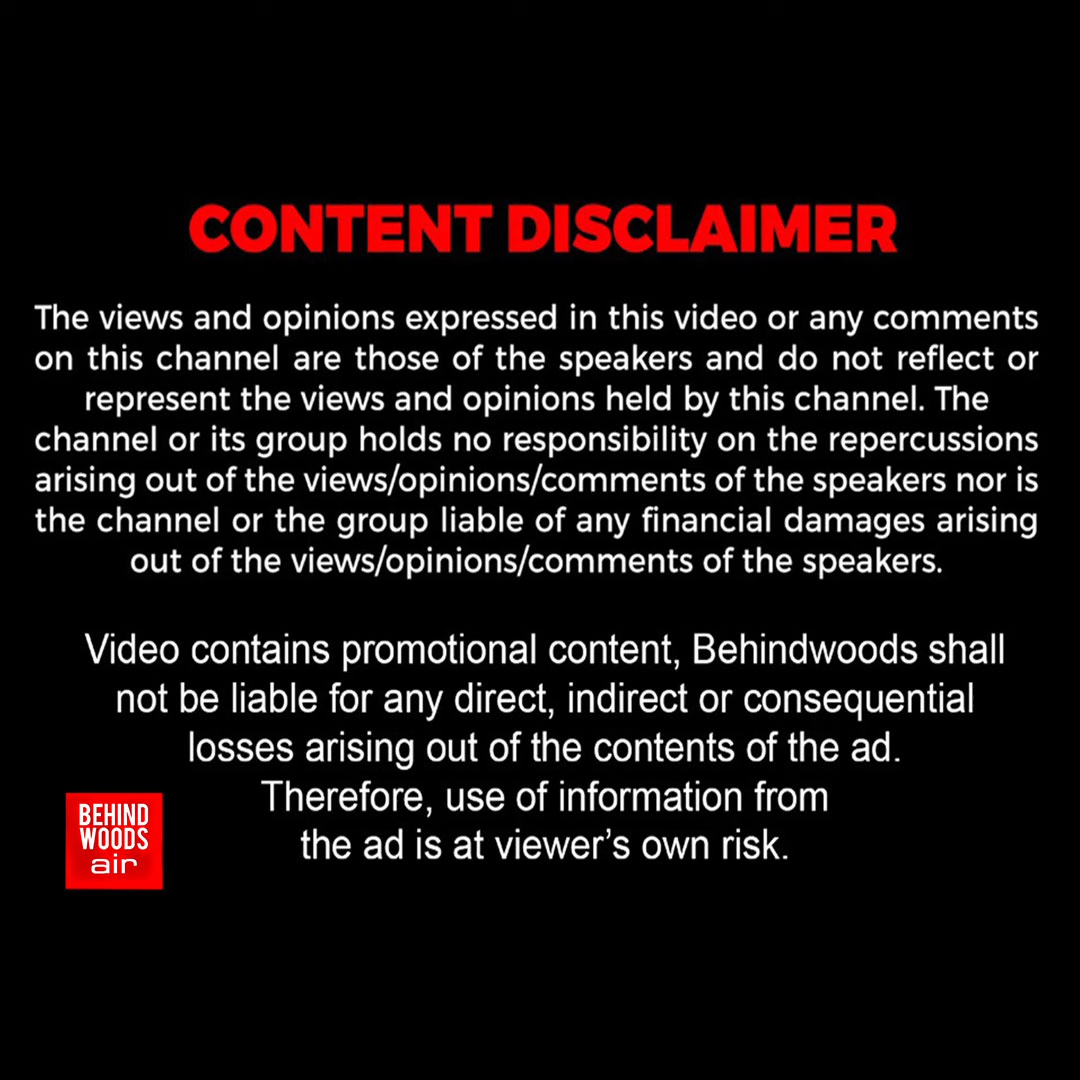 CONTENT DISCLAIMER
The views and opinions expressed in this video or any comments
on this channel are those of the speakers and do not reflect or
represent the views and opinions held by this channel. The
channel or its group holds no responsibility on the repercussions
arising out of the views/opinions/comments of the speakers nor is
the channel or the group liable of any financial damages arising
out of the views/opinions/comments of the speakers.
Video contains promotional content, Behindwoods shall
not be liable for any direct, indirect or consequential
losses arising out of the contents of the ad.
Therefore, use of information from
the ad is at viewer’s own risk.
BEHIND
WOODS
air